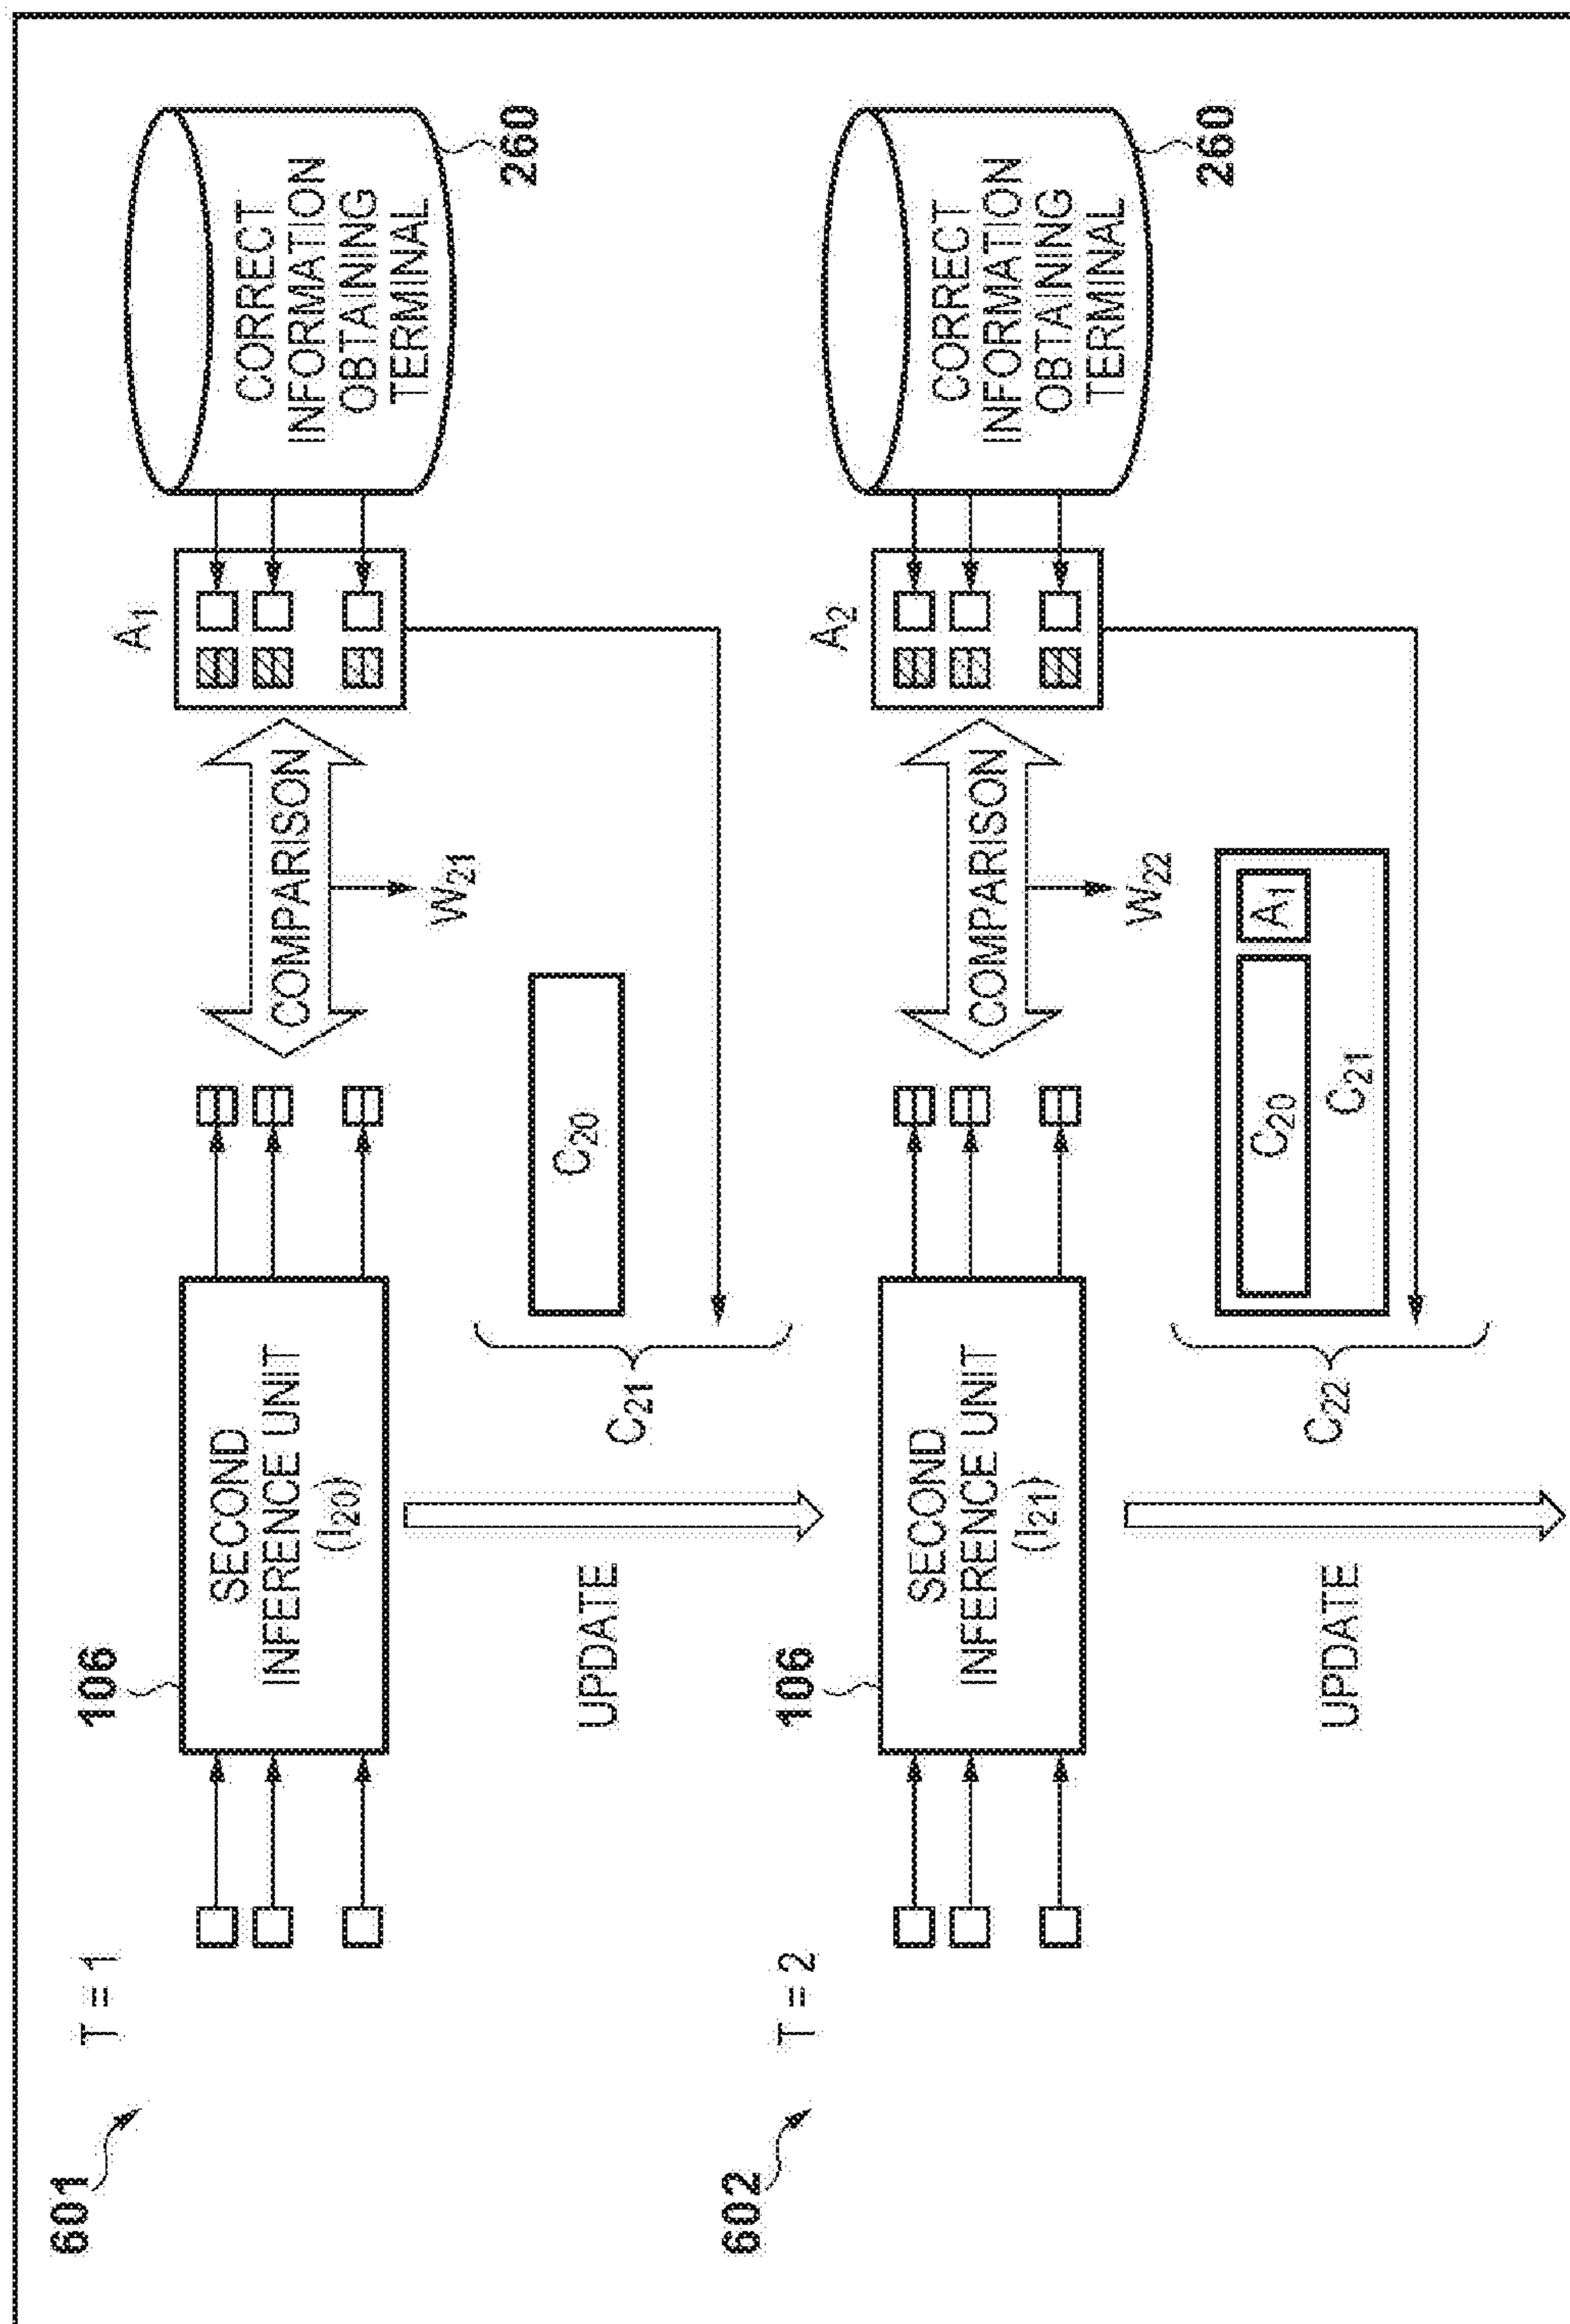 601
T = 1
106
SECOND
INFERENCE UNIT
(I20)
COMPARISON
W21
A1
CORRECT
INFORMATION
OBTAINING
TERMINAL
260
UPDATE
C21
C20
602
T = 2
106
SECOND
INFERENCE UNIT
(I21)
COMPARISON
W22
A2
CORRECT
INFORMATION
OBTAINING
TERMINAL
260
UPDATE
C22
C20
A1
C21